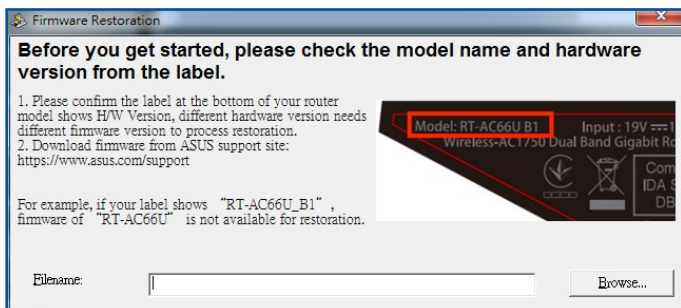 Firmware Restoration
Before you get started, please check the model name and hardware
version from the label.
1. Please confirm the label at the bottom of your router
model shows H/W Version, different hardware version needs
different firmware version to process restoration.
2. Download firmware from ASUS support site:
https://www.asus.com/support
For example, if your label shows “RT-AC66U_B1”,
firmware of “RT-AC66U” is not available for restoration.
Model: RT-AC66U B1 Input : 19V
Wireless-AC1750 Dual Band Gigabit
Com
IDA
DB
Filename:
Browse...